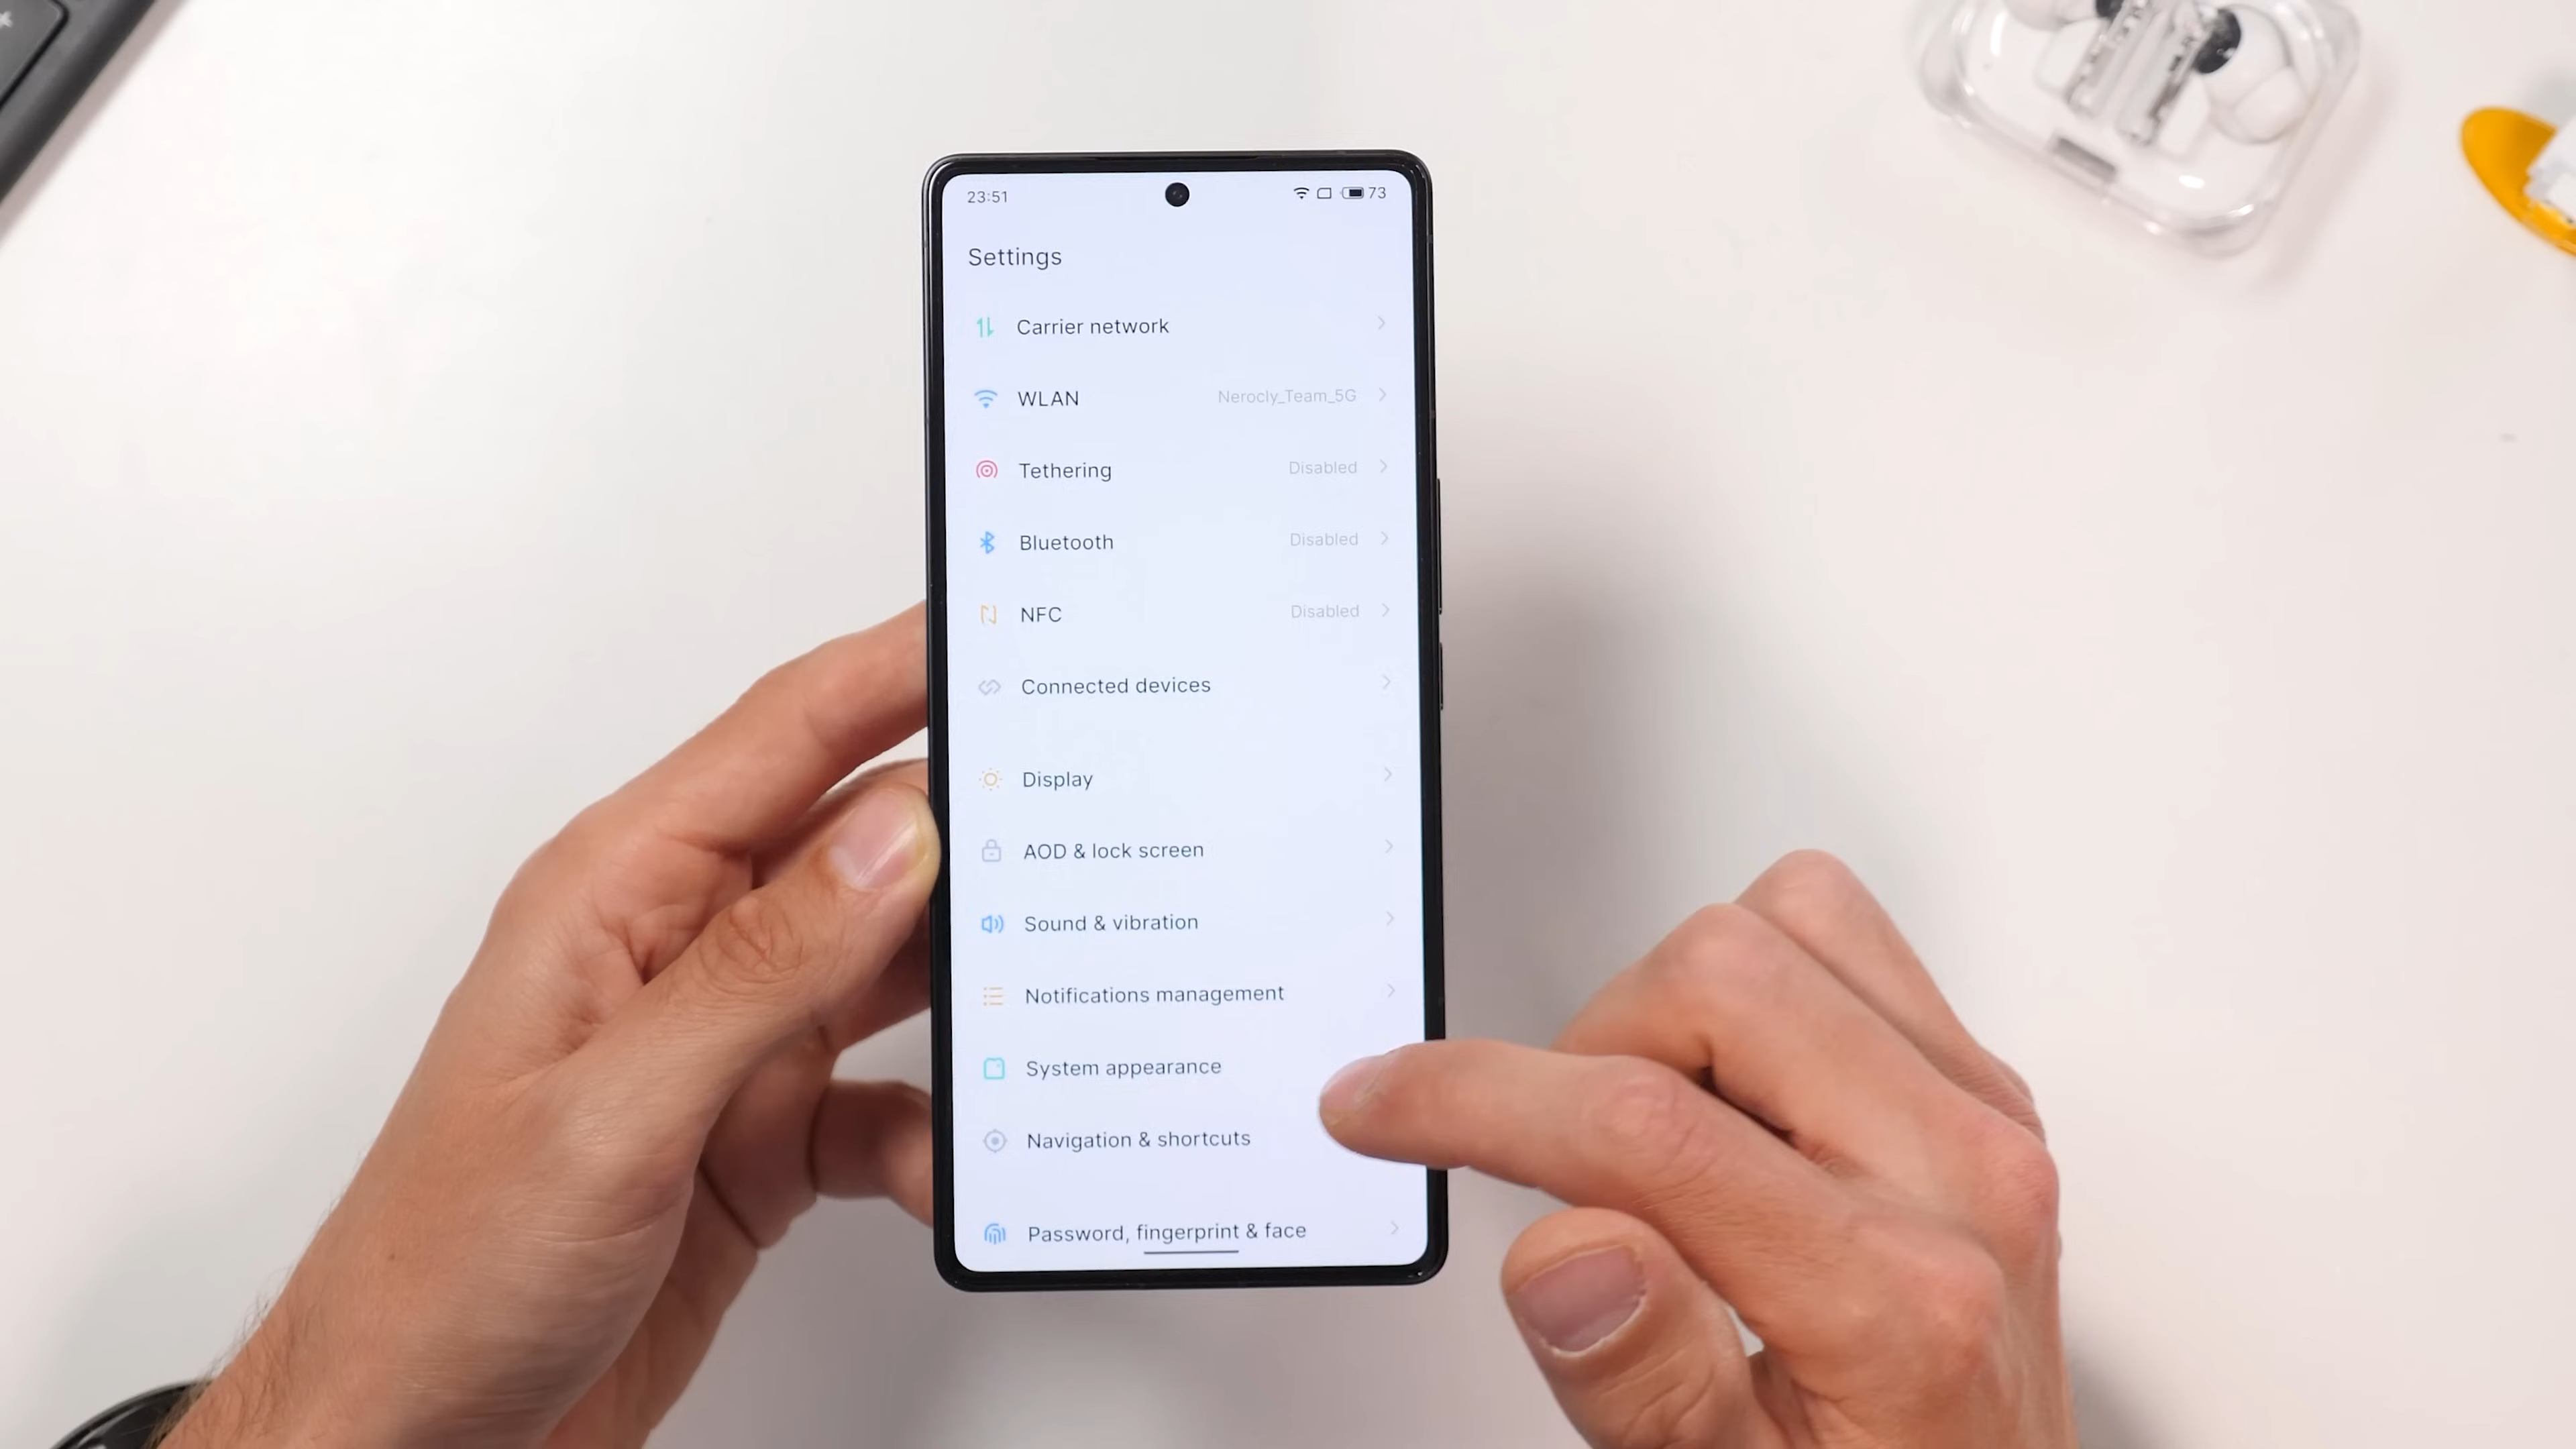 23:51
73
Settings
Carrier network
WLAN Nerocly_Team_5G
Tethering Disabled
Bluetooth Disabled
NFC Disabled
Connected devices
Display
AOD & lock screen
Sound & vibration
Notifications management
System appearance
Navigation & shortcuts
Password, fingerprint & face